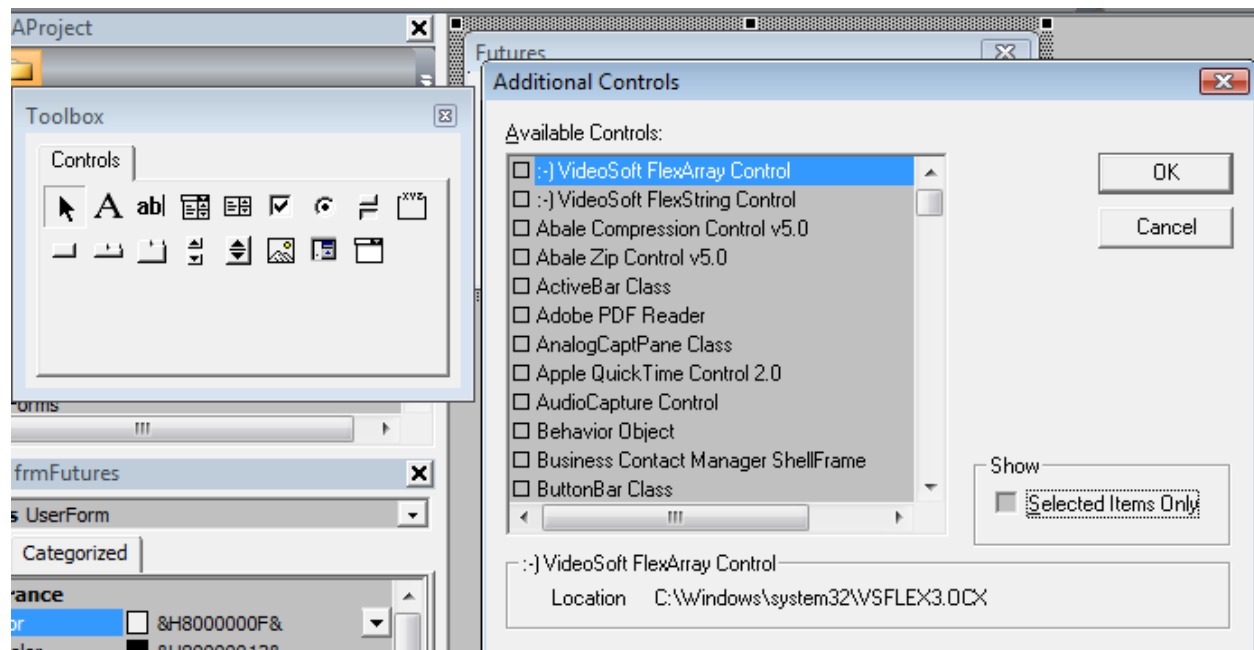 AProject
Futures
Additional Controls
Toolbox
Controls
A
ab|
xyz
Available Controls:
:-) VideoSoft FlexArray Control
:-) VideoSoft FlexString Control
Abale Compression Control v5.0
Abale Zip Control v5.0
ActiveBar Class
Adobe PDF Reader
AnalogCaptPane Class
Apple QuickTime Control 2.0
AudioCapture Control
Behavior Object
Business Contact Manager ShellFrame
ButtonBar Class
OK
Cancel
Show
Selected Items Only
:-) VideoSoft FlexArray Control
Location C:\Windows\system32\VSFLEX3.OCX
orms
frmFutures
s UserForm
Categorized
rance
or &H8000000F&